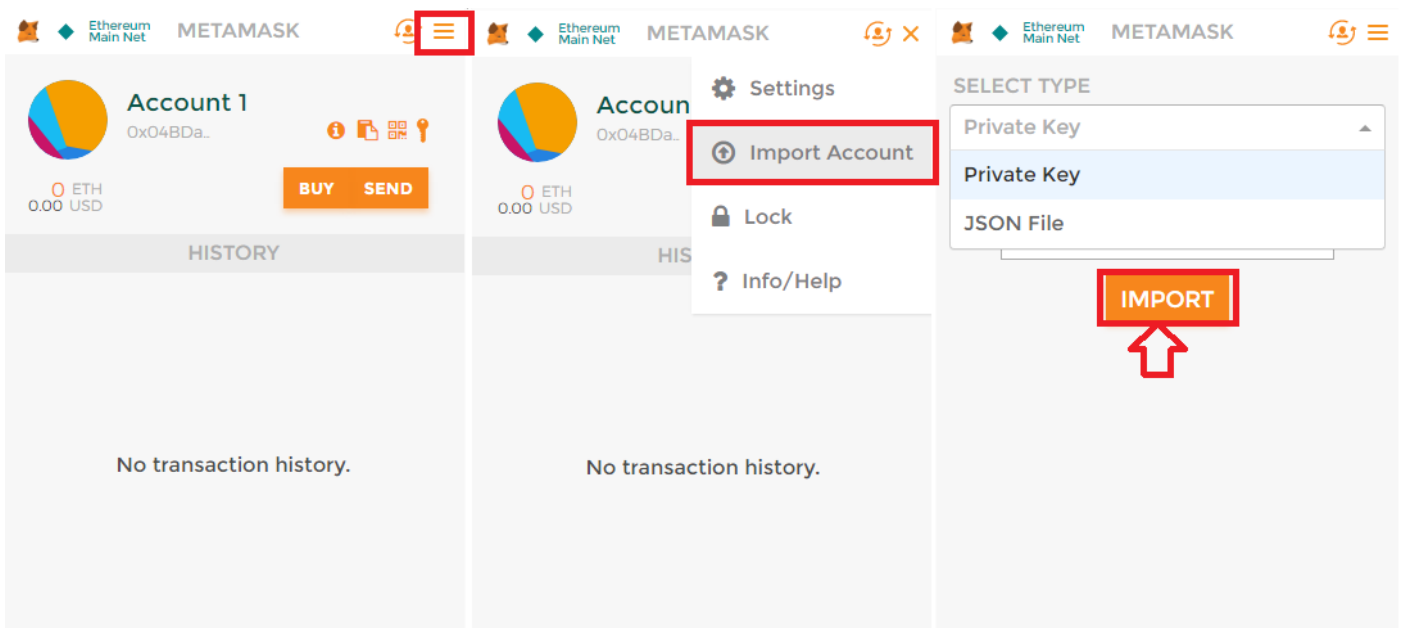 Ethereum
Main Net
METAMASK
Account 1
0x04BDa..
0 ETH
0.00 USD
BUY
SEND
HISTORY
No transaction history.
Ethereum
Main Net
METAMASK
Accoun
0x04BDa..
0 ETH
0.00 USD
HIS
Settings
Import Account
Lock
? Info/Help
No transaction history.
Ethereum
Main Net
METAMASK
SELECT TYPE
Private Key
Private Key
JSON File
IMPORT